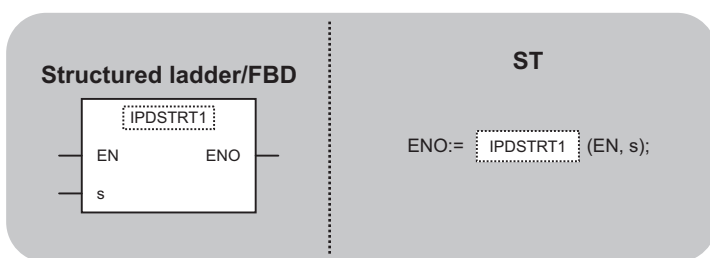 Structured ladder/FBD
IPDSTRT1
EN ENO
s
ST
ENO:= IPDSTRT1 (EN, s);